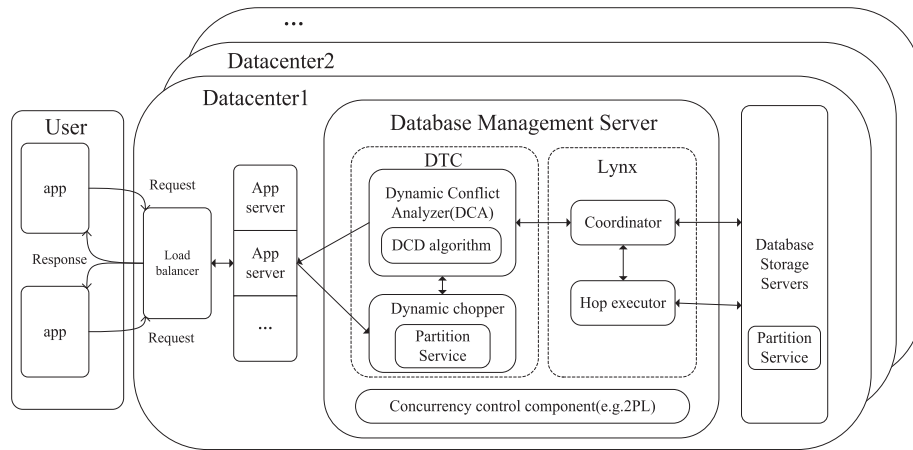 ...
Datacenter2
Datacenter1
User
app
app
Request
Response
Request
Load
balancer
App
server
App
server
...
Database Management Server
DTC
Dynamic Conflict
Analyzer(DCA)
DCD algorithm
Dynamic chopper
Partition
Service
Lynx
Coordinator
Hop executor
Concurrency control component(e.g.2PL)
Database
Storage
Servers
Partition
Service